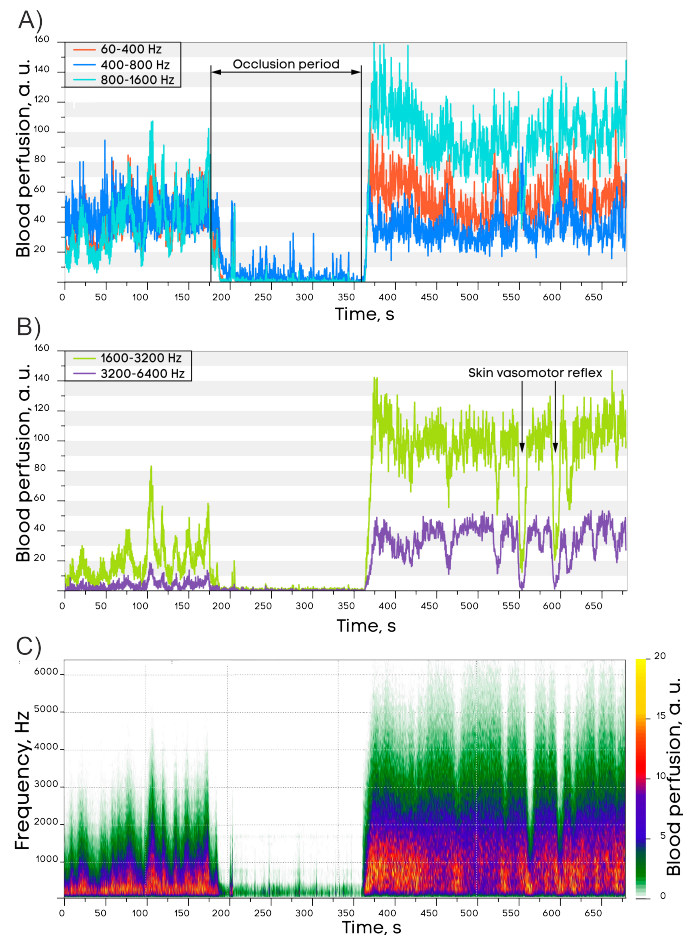 A)
Blood perfusion, a. u.
160
140
120
100
80
60
40
20
60-400 Hz
400-800 Hz
800-1600 Hz
Occlusion period
0 50 100 150 200 250 300 350 400 450 500 550 600 650
Time, s
B)
Blood perfusion, a. u.
160
140
120
100
80
60
40
20
1600-3200 Hz
3200-6400 Hz
Skin vasomotor reflex
0 50 100 150 200 250 300 350 400 450 500 550 600 650
Time, s
C)
Frequency, Hz
6000
5000
4000
3000
2000
1000
0 50 100 150 200 250 300 350 400 450 500 550 600 650
Time, s
20
15
10
5
0
Blood perfusion, a. u.